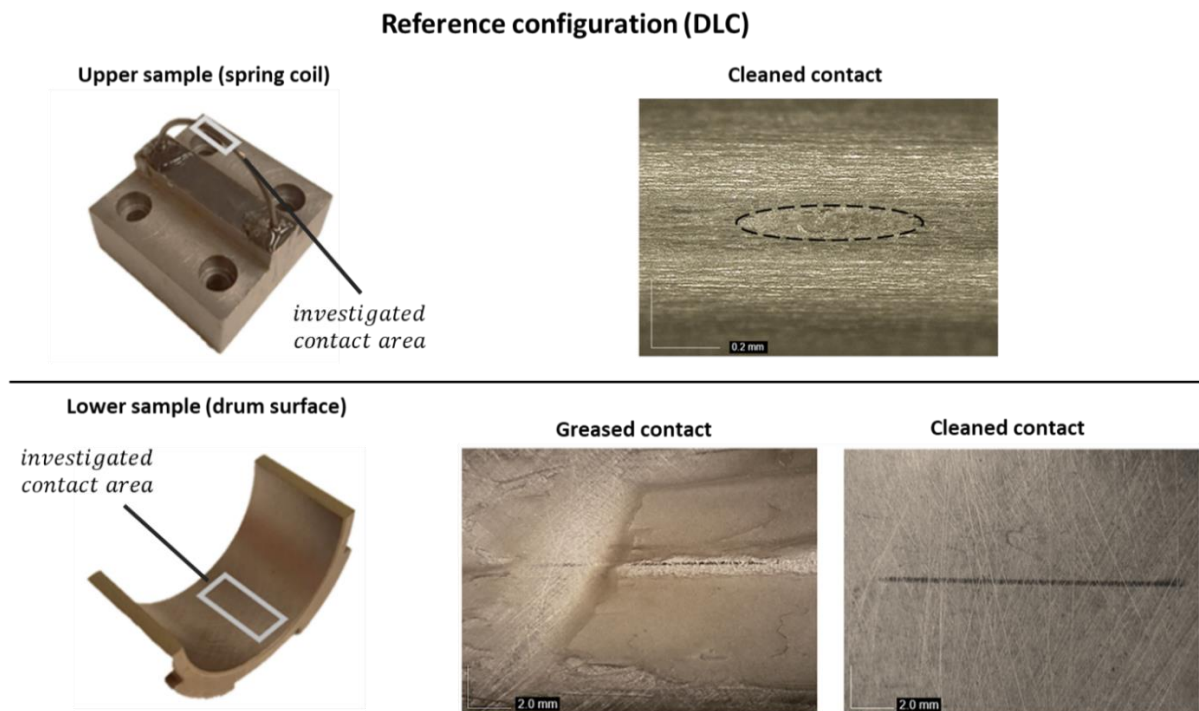 Reference configuration (DLC)
Upper sample (spring coil)
Cleaned contact
investigated
contact area
0.2 mm
Lower sample (drum surface)
investigated
contact area
Greased contact
Cleaned contact
2.0 mm
2.0 mm